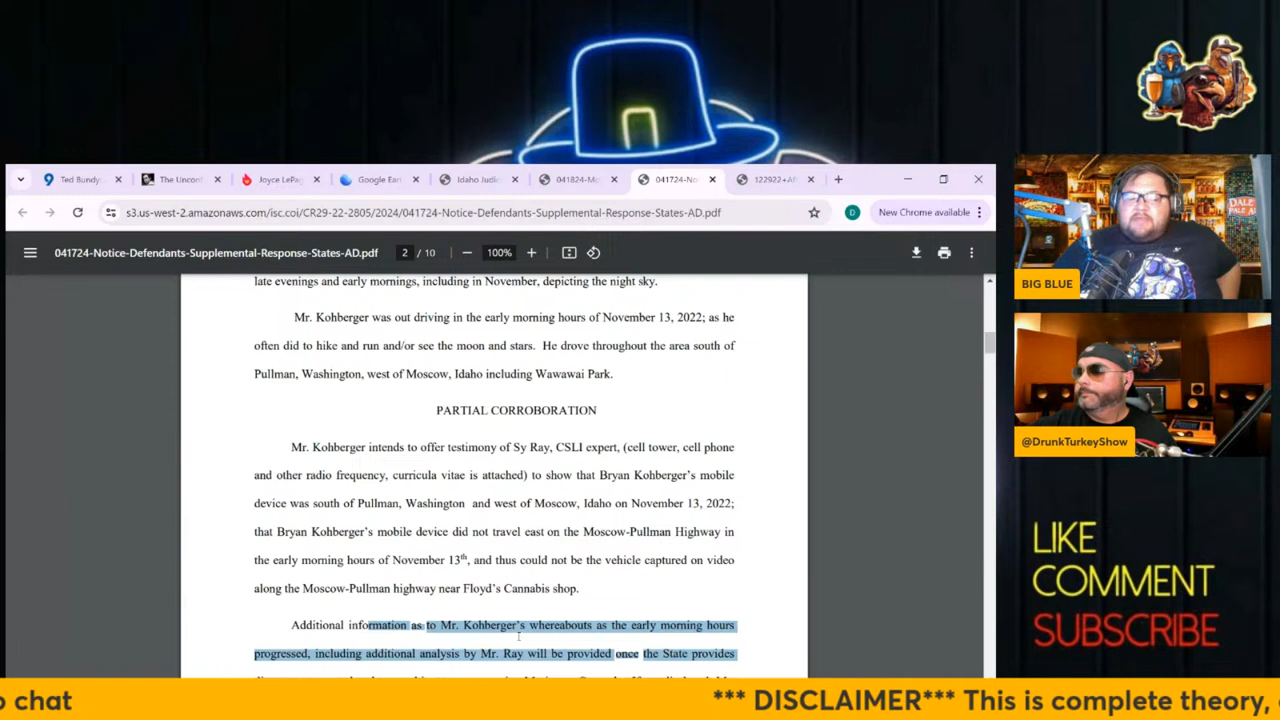 Ted Bundy
The Uncon
Joyce LePa
Google Ear
Idaho Judi
041824-Mo
041724-No
122922+Af
s3.us-west-2.amazonaws.com/isc.coi/CR29-22-2805/2024/041724-Notice-Defendants-Supplemental-Response-States-AD.pdf
D
New Chrome available
041724-Notice-Defendants-Supplemental-Response-States-AD.pdf
2 / 10
100%
late evenings and early mornings, including in November, depicting the night sky.
Mr. Kohberger was out driving in the early morning hours of November 13, 2022; as he
often did to hike and run and/or see the moon and stars. He drove throughout the area south of
Pullman, Washington, west of Moscow, Idaho including Wawawai Park.
PARTIAL CORROBORATION
Mr. Kohberger intends to offer testimony of Sy Ray, CSLI expert, (cell tower, cell phone
and other radio frequency, curricula vitae is attached) to show that Bryan Kohberger's mobile
device was south of Pullman, Washington and west of Moscow, Idaho on November 13, 2022;
that Bryan Kohberger's mobile device did not travel east on the Moscow-Pullman Highway in
the early morning hours of November 13th, and thus could not be the vehicle captured on video
along the Moscow-Pullman highway near Floyd's Cannabis shop.
Additional information as to Mr. Kohberger's whereabouts as the early morning hours
progressed, including additional analysis by Mr. Ray will be provided once the State provides
BIG BLUE
DALE
PALE A
@DrunkTurkeyShow
LIKE
COMMENT
SUBSCRIBE
o chat
*** DISCLAIMER*** This is complete theory,